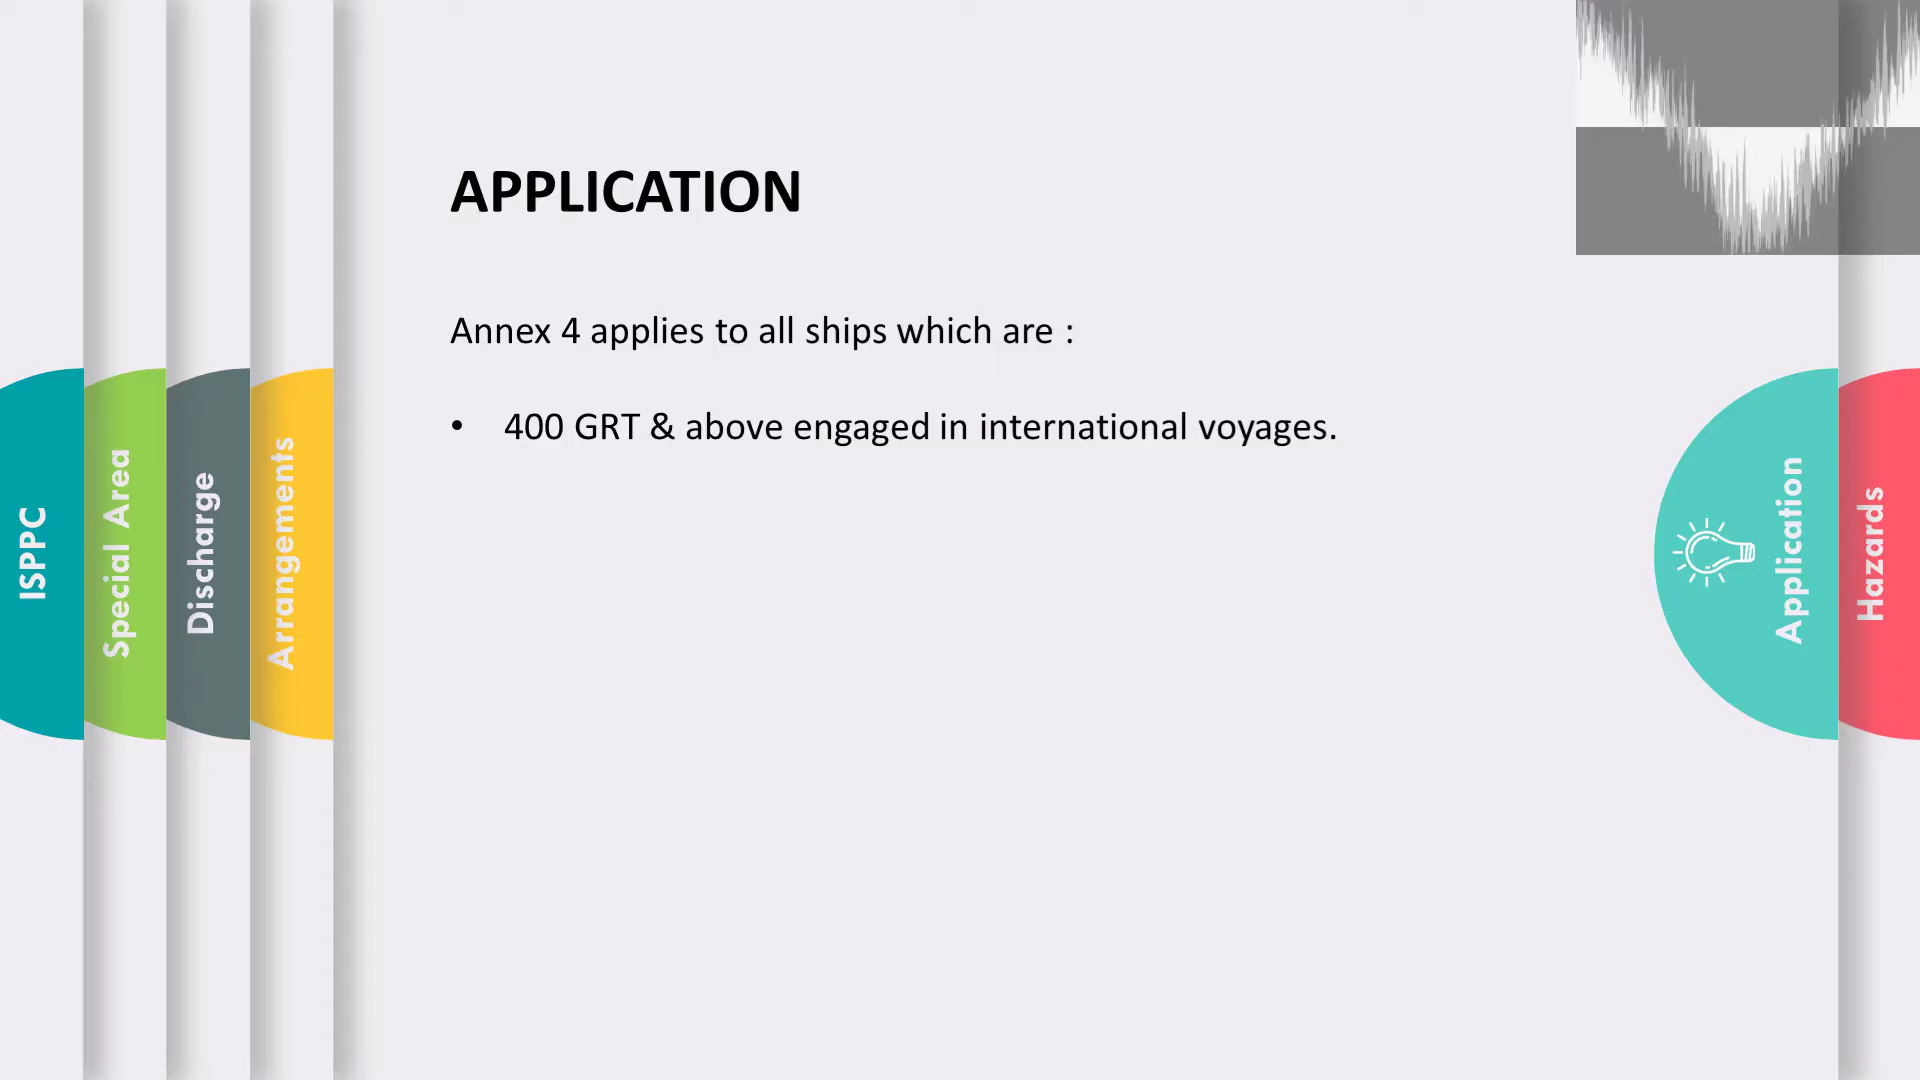 APPLICATION
Annex 4 applies to all ships which are :
• 400 GRT & above engaged in international voyages.
ISPPC
Special Area
Discharge
Arrangements
Application
Hazards